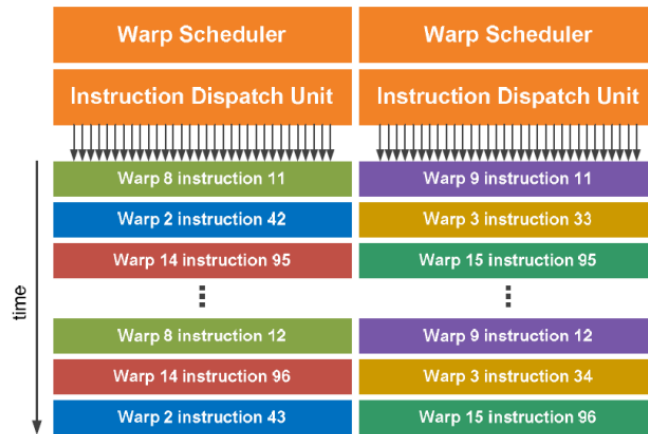 Warp Scheduler
Warp Scheduler
Instruction Dispatch Unit
Instruction Dispatch Unit
time
Warp 8 instruction 11
Warp 9 instruction 11
Warp 2 instruction 42
Warp 3 instruction 33
Warp 14 instruction 95
Warp 15 instruction 95
Warp 8 instruction 12
Warp 9 instruction 12
Warp 14 instruction 96
Warp 3 instruction 34
Warp 2 instruction 43
Warp 15 instruction 96